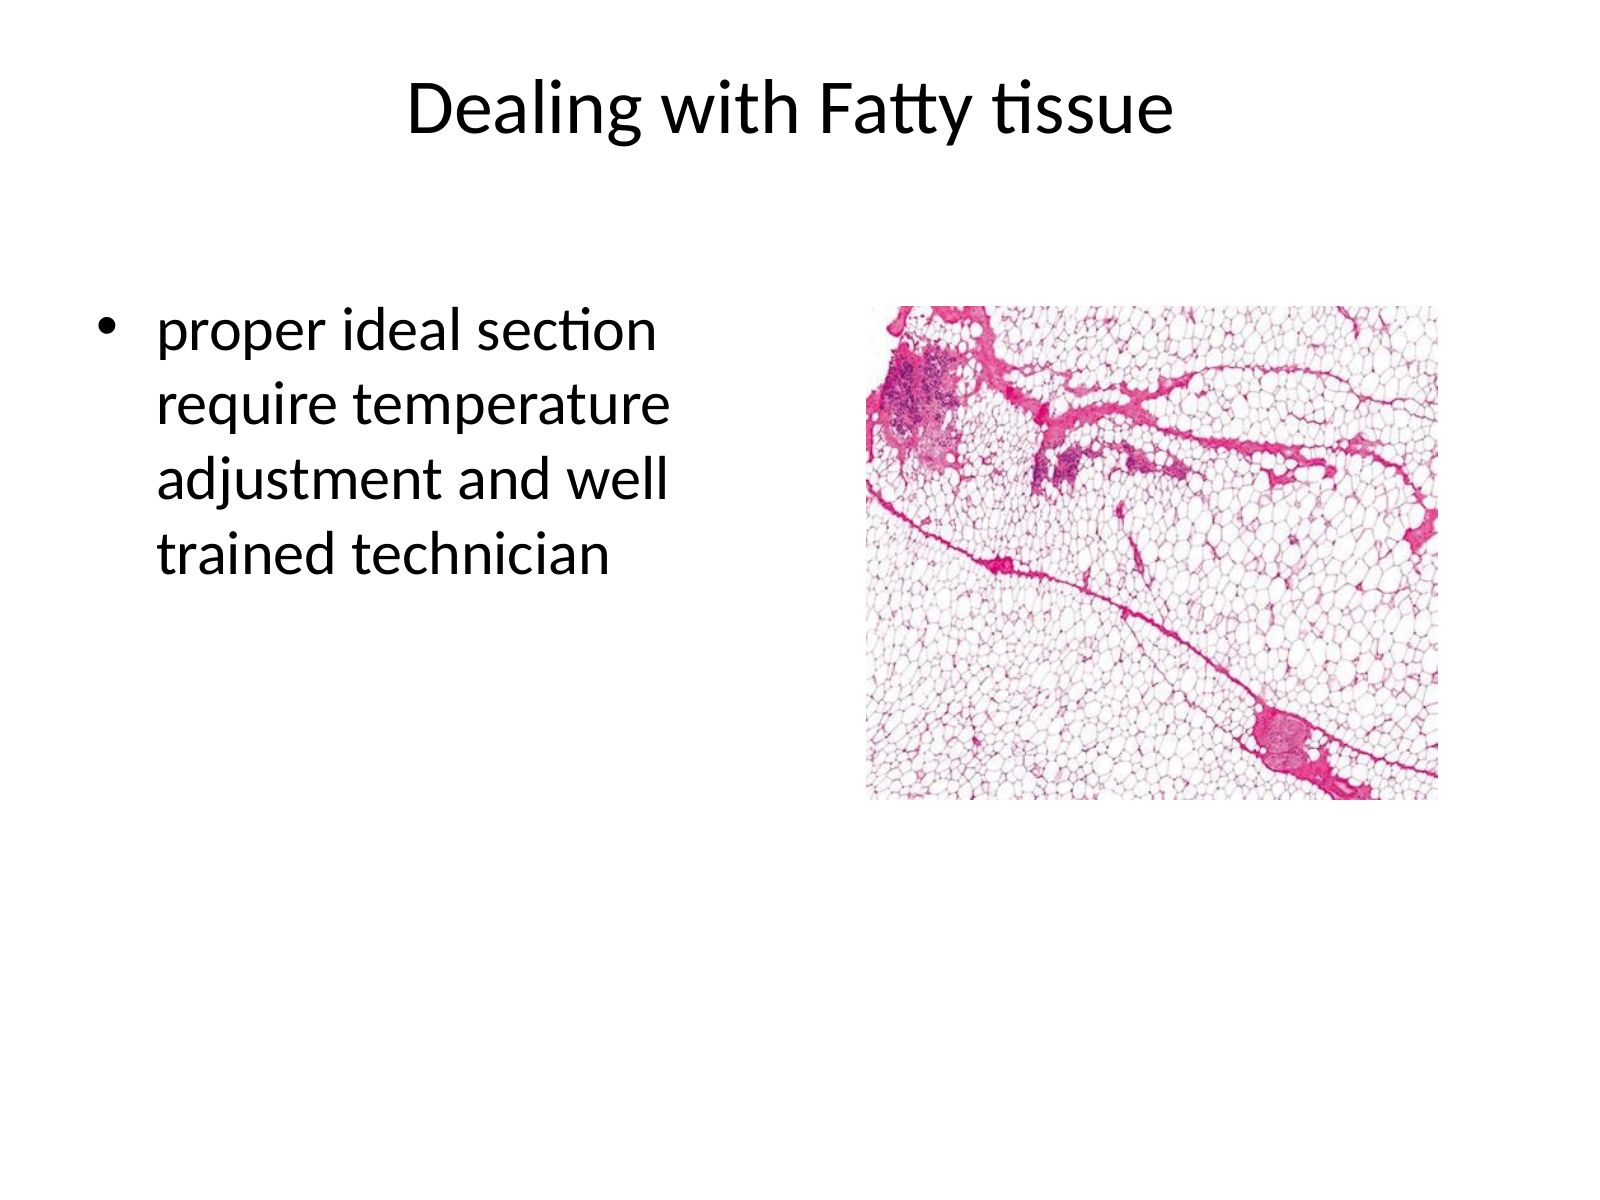 Dealing with Fatty tissue
• proper ideal section
require temperature
adjustment and well
trained technician